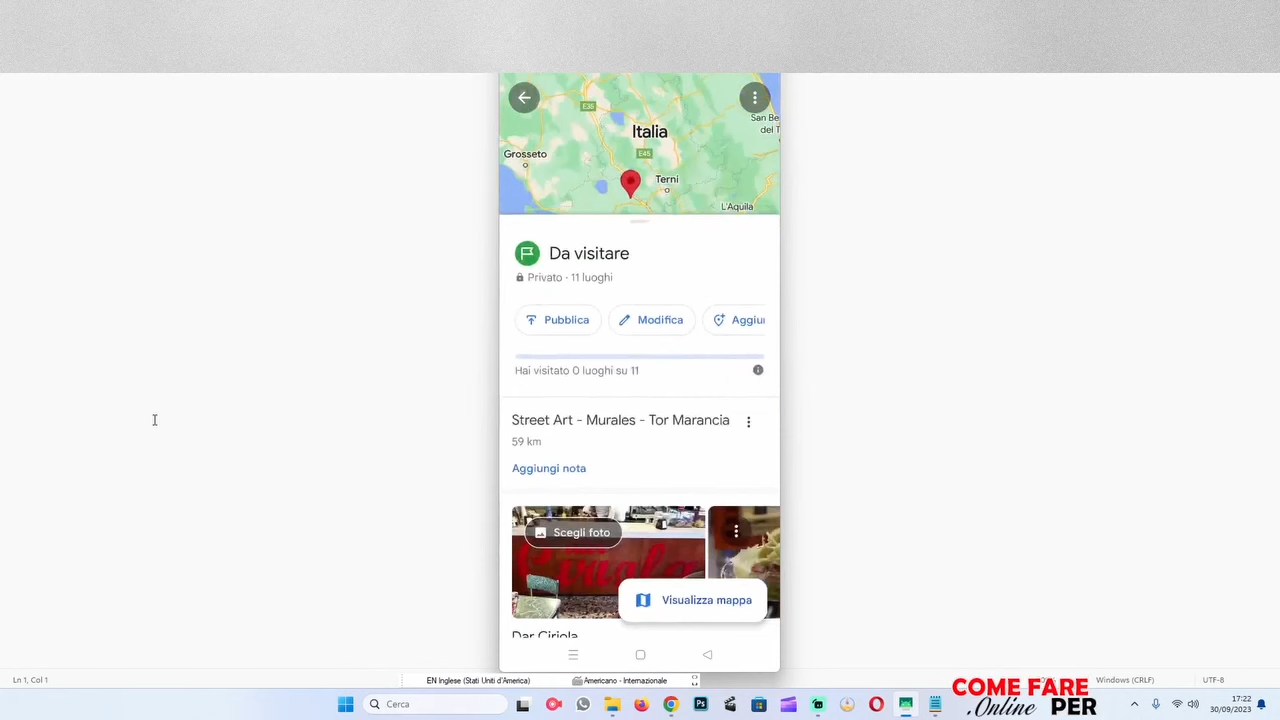 E35
Italia
San Be
del T
Grosseto
E45
Terni
L'Aquila
Da visitare
Privato · 11 luoghi
Pubblica
Modifica
Aggiun
Hai visitato 0 luoghi su 11
Street Art - Murales - Tor Marancia
59 km
Aggiungi nota
Scegli foto
Ciriola
Visualizza mappa
Dar Ciriola
Ln 1, Col 1
EN Inglese (Stati Uniti d'America)
Americano - Internazionale
Windows (CRLF)
UTF-8
COME FARE
.Online PER
Cerca
17:22
30/09/2023